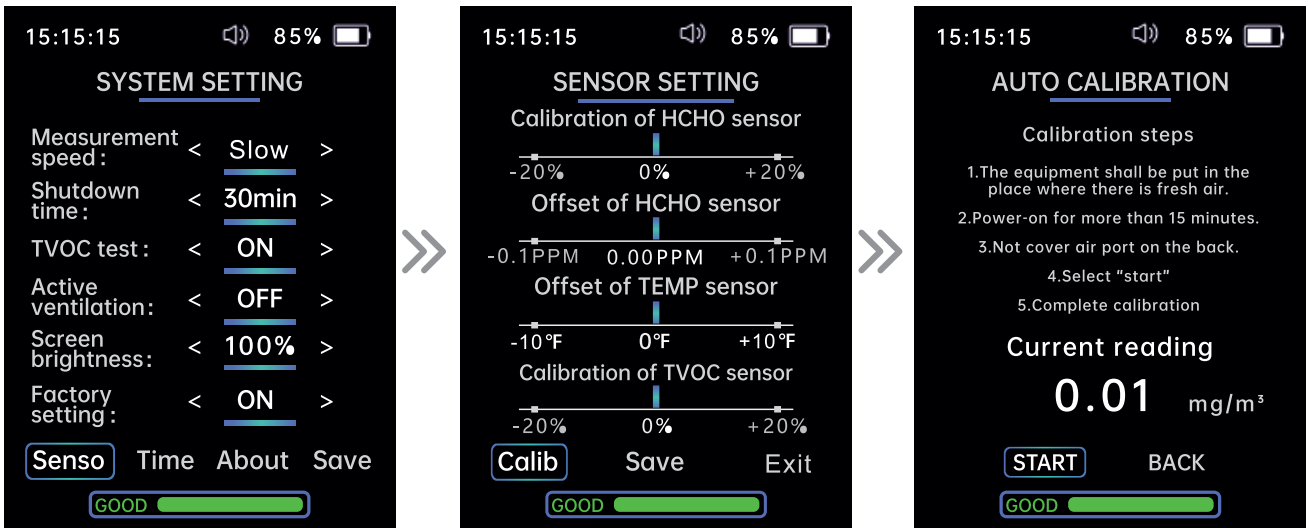 15:15:15 85%
SYSTEM SETTING
Measurement
speed: < Slow >
Shutdown
time: < 30min >
TVOC test: < ON >
Active
ventilation: < OFF >
Screen
brightness: < 100% >
Factory
setting: < ON >
Senso Time About Save
GOOD
15:15:15 85%
SENSOR SETTING
Calibration of HCHO sensor
-20% 0% +20%
Offset of HCHO sensor
-0.1PPM 0.00PPM +0.1PPM
Offset of TEMP sensor
-10°F 0°F +10°F
Calibration of TVOC sensor
-20% 0% +20%
Calib Save Exit
GOOD
15:15:15 85%
AUTO CALIBRATION
Calibration steps
1.The equipment shall be put in the
place where there is fresh air.
2.Power-on for more than 15 minutes.
3.Not cover air port on the back.
4.Select "start"
5.Complete calibration
Current reading
0.01 mg/m³
START BACK
GOOD